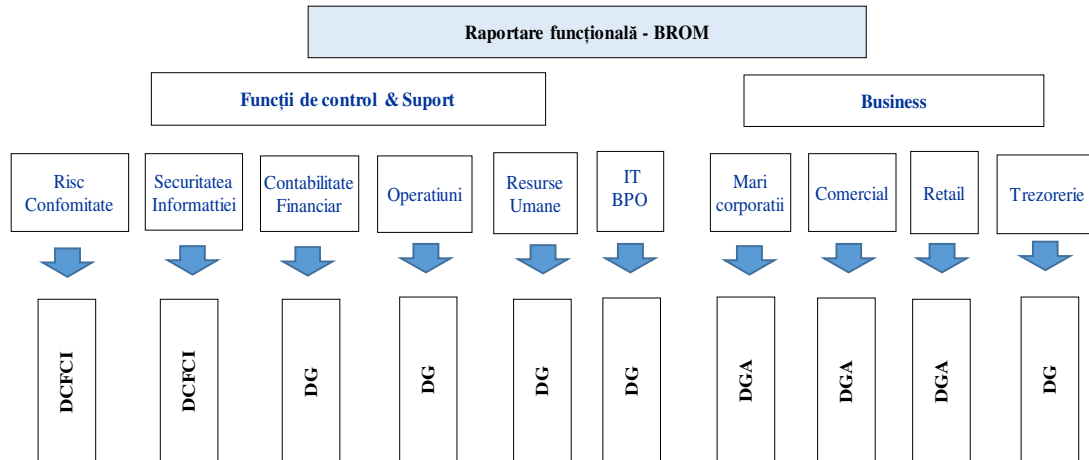 Raportare funcțională - BROM
Funcții de control & Suport
Business
Risc
Confomitate
Securitatea
Informattiei
Contabilitate
Financiar
Operatiuni
Resurse
Umane
IT
BPO
Mari
corporatii
Comercial
Retail
Trezorerie
DCFCI
DCFCI
DG
DG
DG
DG
DGA
DGA
DGA
DG